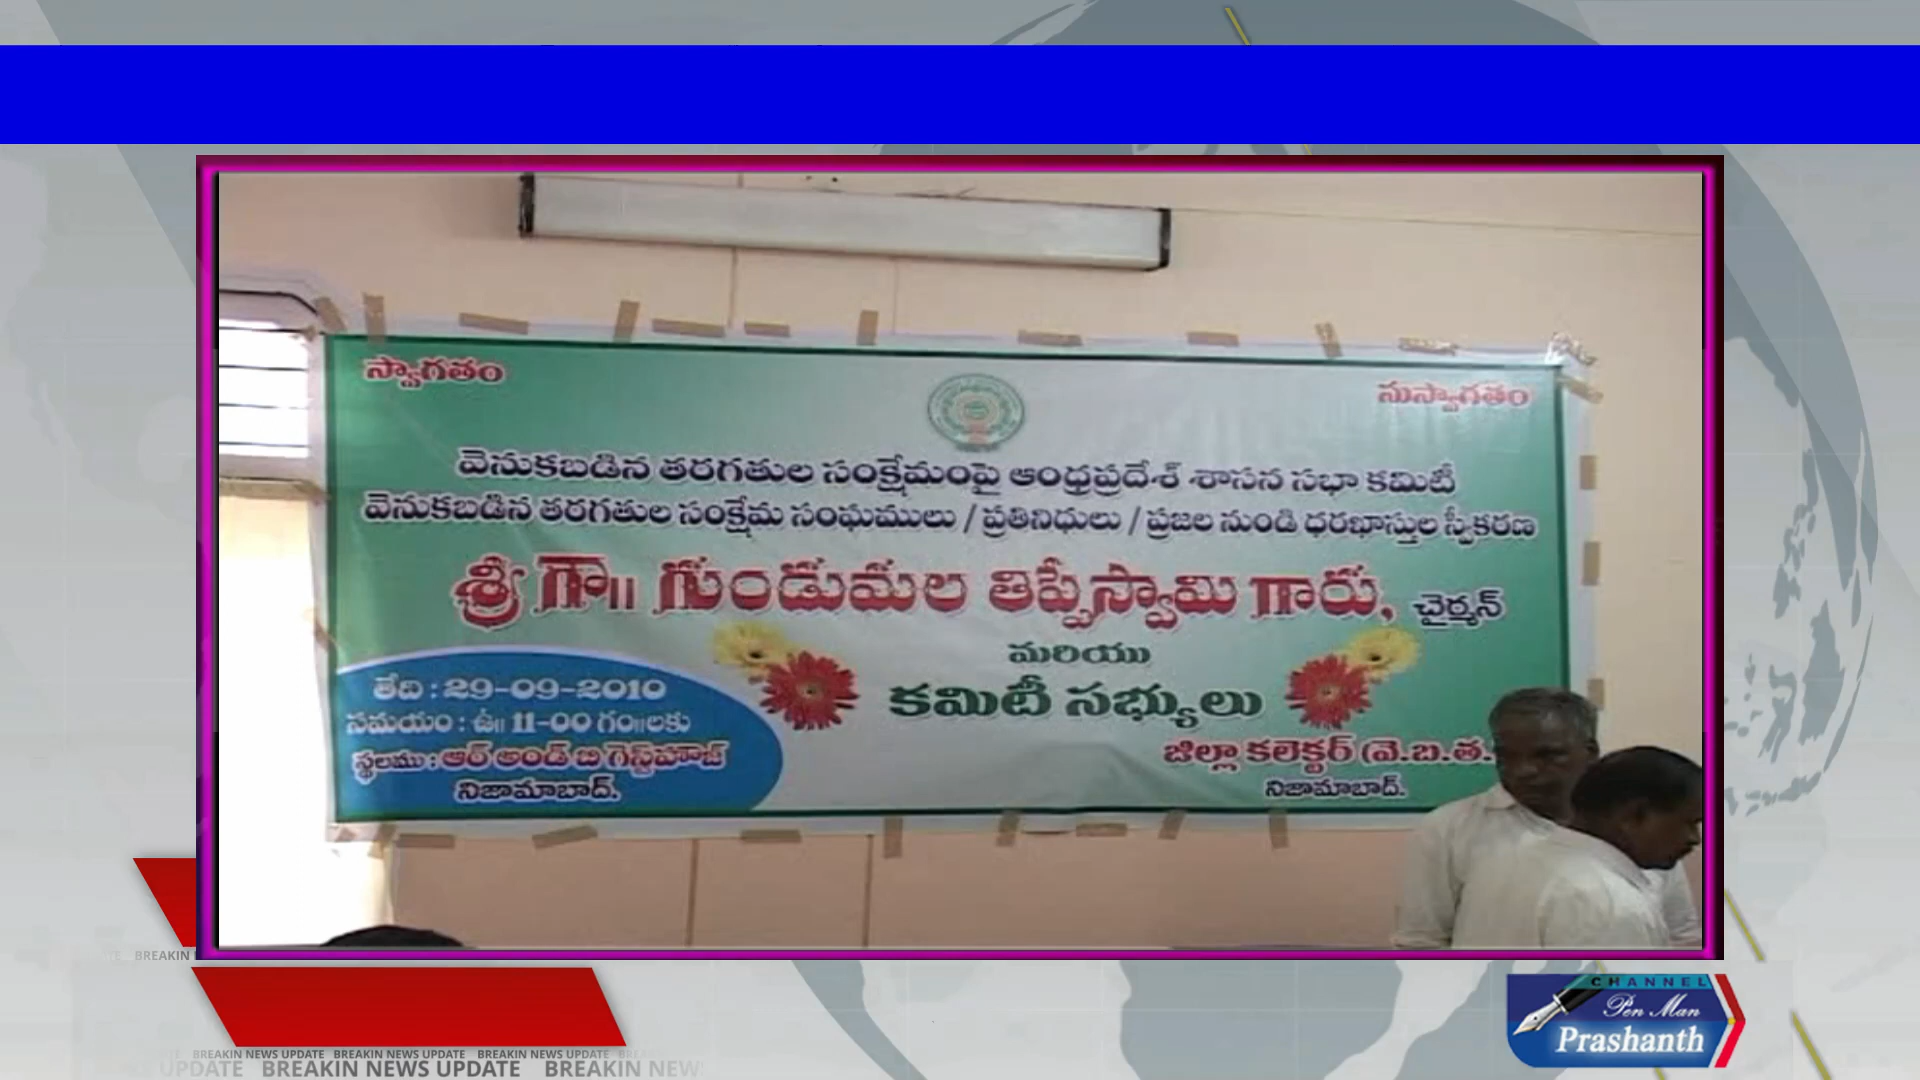 స్వాగతం
సుస్వాగతం
వెనుకబడిన తరగతుల సంక్షేమంపై ఆంధ్రప్రదేశ్ శాసన సభా కమిటీ
వెనుకబడిన తరగతుల సంక్షేమ సంఘములు / ప్రతినిధులు / ప్రజల నుండి ధరఖాస్తుల స్వీకరణ
శ్రీ గౌ॥ గుండుమల తిప్పేస్వామి గారు, చైర్మన్
మరియు
కమిటీ సభ్యులు
తేది : 29-09-2010
సమయం : ఉ॥ 11-00 గం॥లకు
స్థలము : ఆర్ అండ్ బి గెస్ట్‌హౌజ్
నిజామాబాద్.
జిల్లా కలెక్టర్ (వె.బ.త.
నిజామాబాద్.
BREAKIN
CHANNEL
Pen Man
Prashanth
BREAKIN NEWS UPDATE BREAKIN NEWS UPDATE BREAKIN NEWS UPDATE
UPDATE BREAKIN NEWS UPDATE BREAKIN NEW